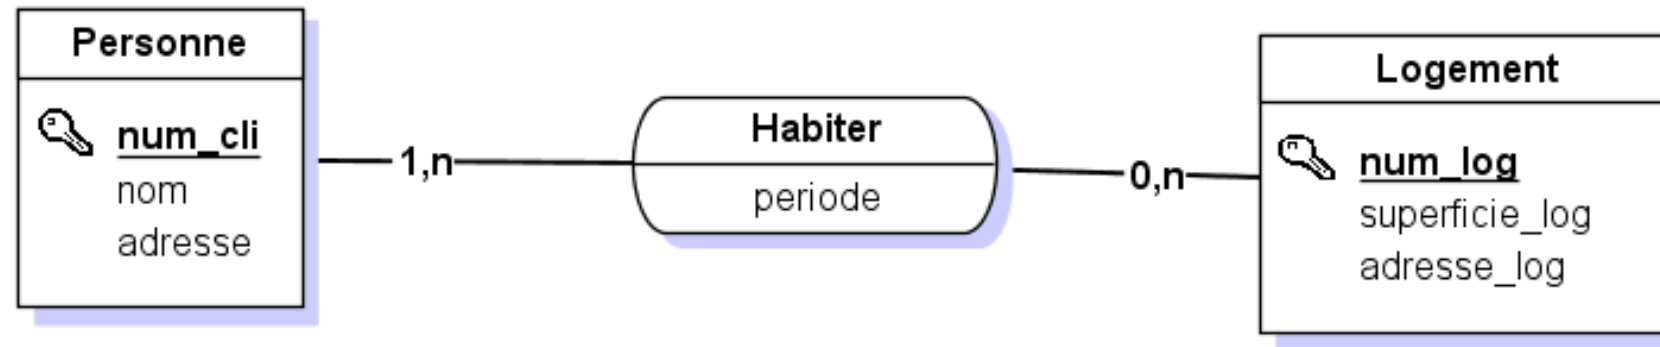 Personne
num_cli
nom
adresse
1,n
Habiter
periode
0,n
Logement
num_log
superficie_log
adresse_log